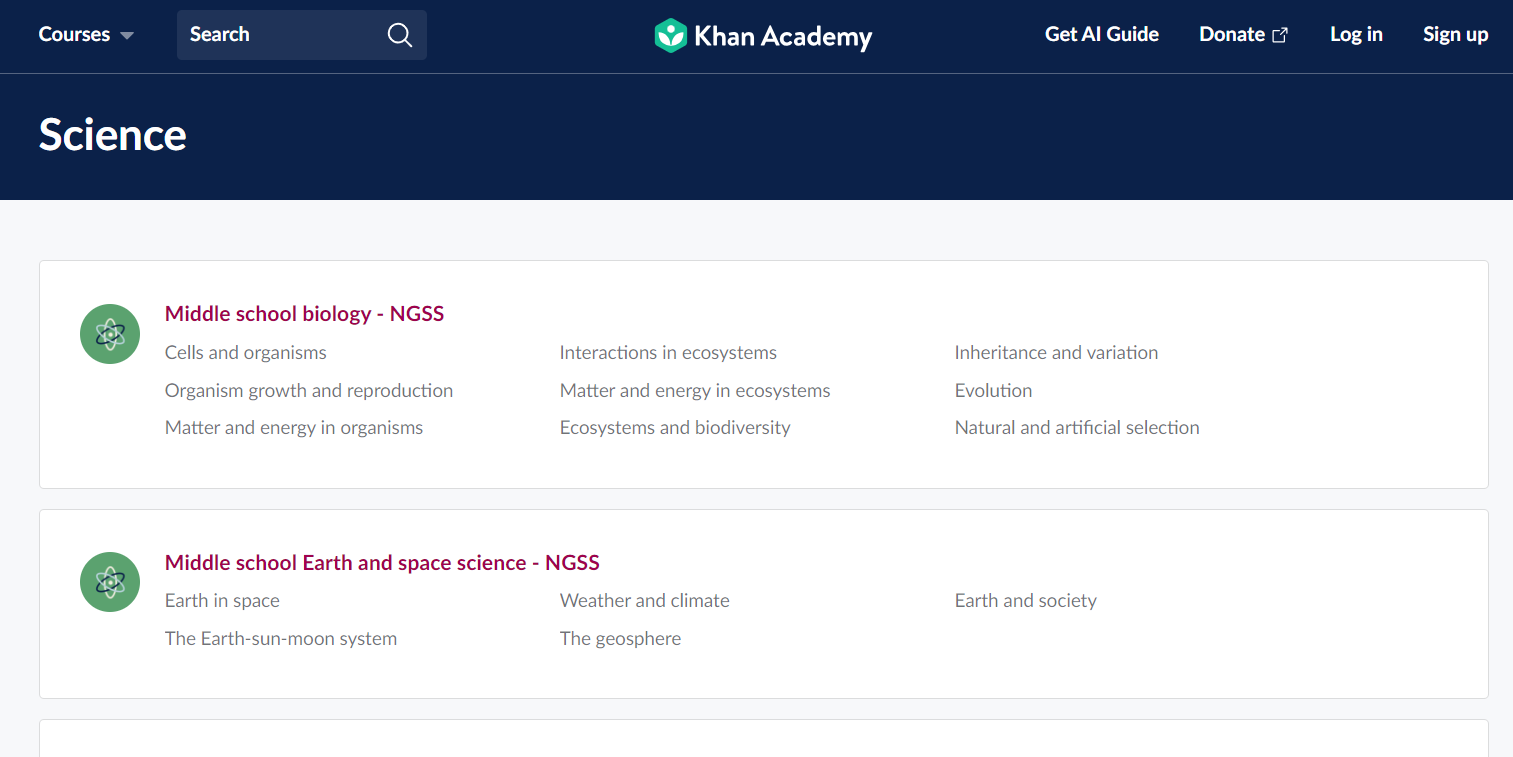 Courses Search Khan Academy Get AI Guide Donate Log in Sign up
Science
Middle school biology - NGSS
Cells and organisms Interactions in ecosystems Inheritance and variation
Organism growth and reproduction Matter and energy in ecosystems Evolution
Matter and energy in organisms Ecosystems and biodiversity Natural and artificial selection
Middle school Earth and space science - NGSS
Earth in space Weather and climate Earth and society
The Earth-sun-moon system The geosphere